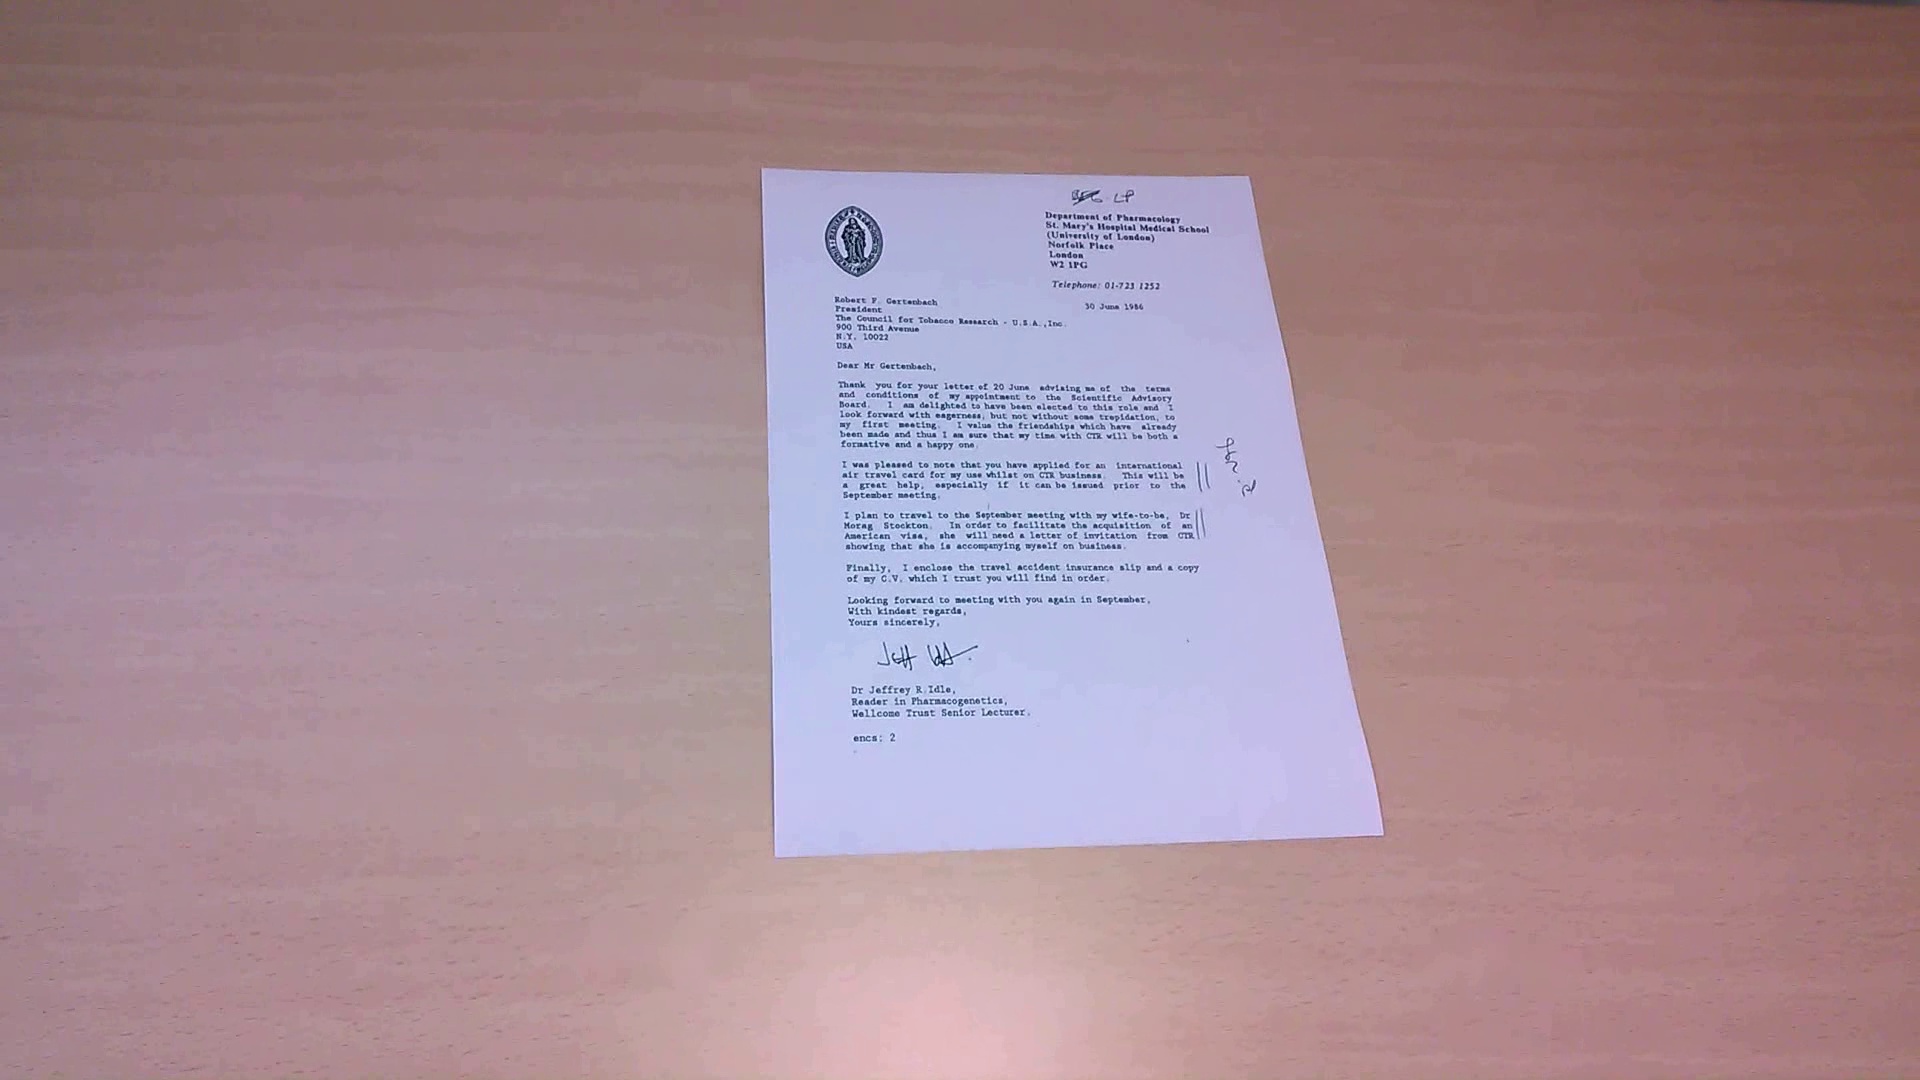 LP
Department of Pharmacology
St. Mary's Hospital Medical School
(University of London)
Norfolk Place
London
W2 1PG
Telephone: 01-723 1252
30 June 1986
Robert F. Gertenbach
President
The Council for Tobacco Research - U.S.A.,Inc.
900 Third Avenue
N.Y. 10022
USA
Dear Mr Gertenbach,
Thank you for your letter of 20 June advising me of the terms
and conditions of my appointment to the Scientific Advisory
Board. I am delighted to have been elected to this role and I
look forward with eagerness, but not without some trepidation, to
my first meeting. I value the friendships which have already
been made and thus I am sure that my time with CTR will be both a
formative and a happy one.
I was pleased to note that you have applied for an international
air travel card for my use whilst on CTR business. This will be
a great help, especially if it can be issued prior to the
September meeting.
I plan to travel to the September meeting with my wife-to-be, Dr
Morag Stockton. In order to facilitate the acquisition of an
American visa, she will need a letter of invitation from CTR
showing that she is accompanying myself on business.
Finally, I enclose the travel accident insurance slip and a copy
of my C.V. which I trust you will find in order.
Looking forward to meeting with you again in September,
With kindest regards,
Yours sincerely,
Dr Jeffrey R.Idle,
Reader in Pharmacogenetics,
Wellcome Trust Senior Lecturer.
encs: 2